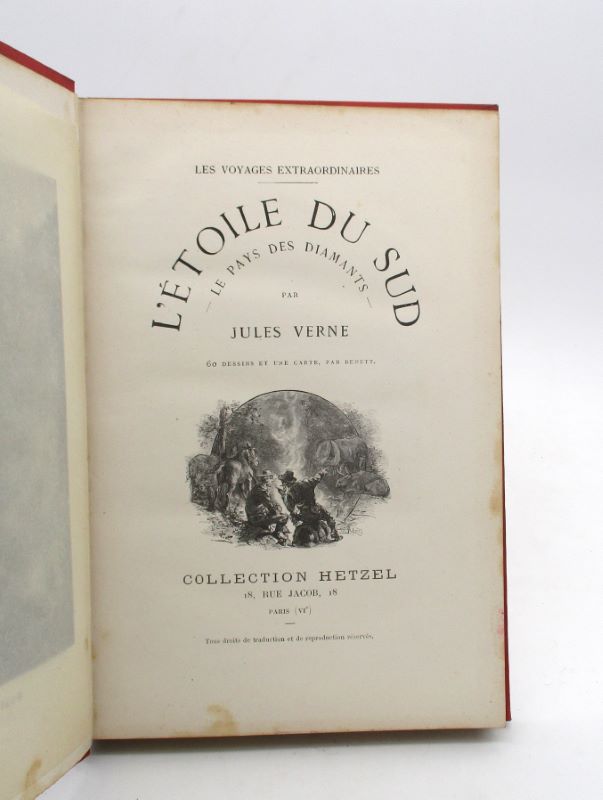 LES VOYAGES EXTRAORDINAIRES
L'ÉTOILE DU SUD
— LE PAYS DES DIAMANTS —
PAR
JULES VERNE
60 DESSINS ET UNE CARTE, PAR BENETT.
COLLECTION HETZEL
18, RUE JACOB, 18
PARIS (VIe)
Tous droits de traduction et de reproduction réservés.